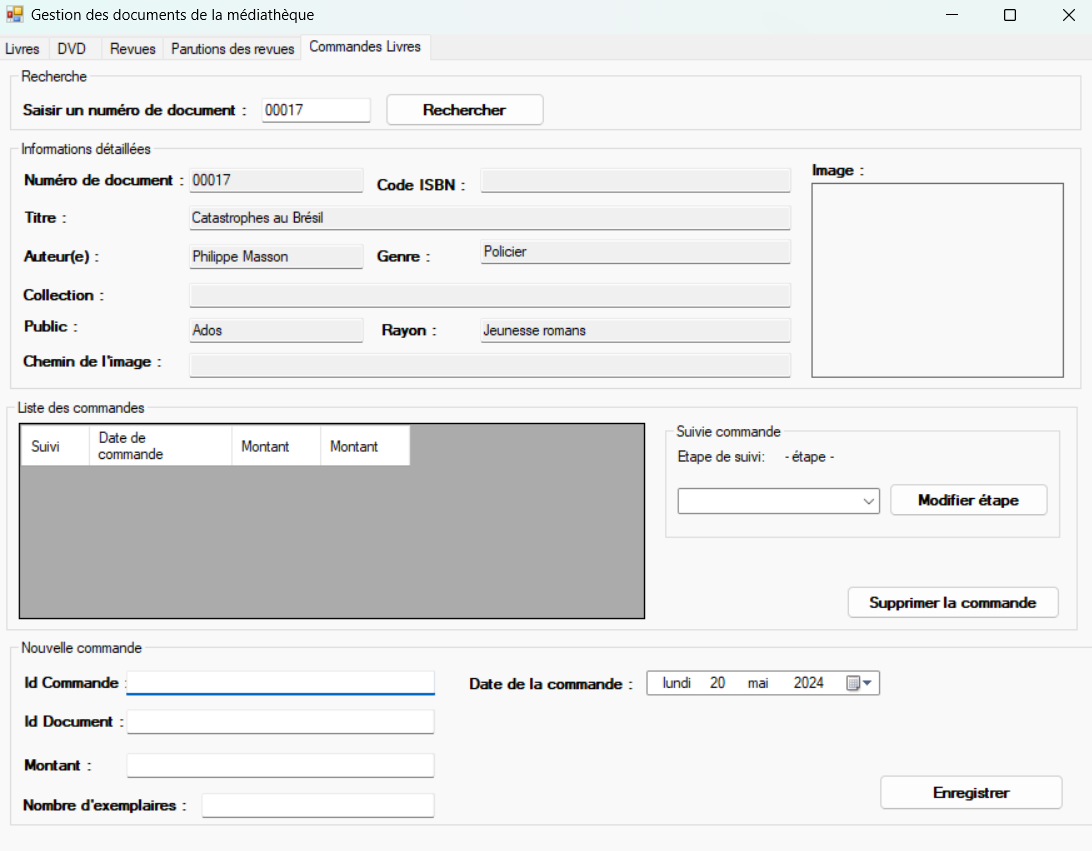 Gestion des documents de la médiathèque
Livres DVD Revues Parutions des revues Commandes Livres
Recherche
Saisir un numéro de document : 00017 Rechercher
Informations détaillées
Numéro de document : 00017 Code ISBN : Image :
Titre : Catastrophes au Brésil
Auteur(e) : Philippe Masson Genre : Policier
Collection :
Public : Ados Rayon : Jeunesse romans
Chemin de l'image :
Liste des commandes
Suivi Date de commande Montant Montant
Suivie commande
Etape de suivi: - étape -
Modifier étape
Supprimer la commande
Nouvelle commande
Id Commande : Date de la commande : lundi 20 mai 2024
Id Document :
Montant :
Nombre d'exemplaires : Enregistrer